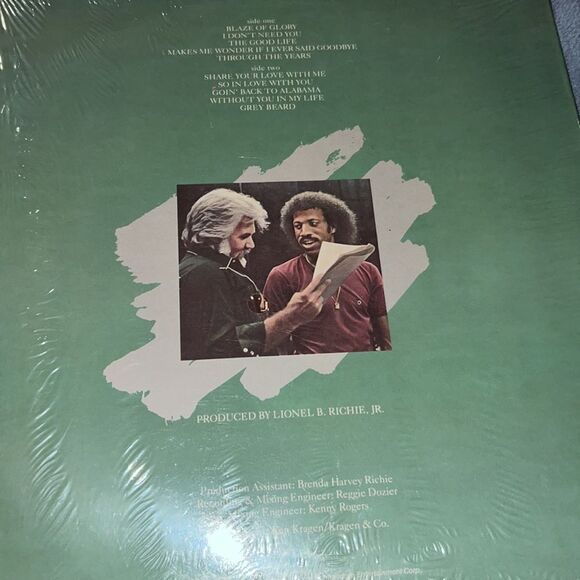 side one
BLAZE OF GLORY
I DON'T NEED YOU
THE GOOD LIFE
MAKES ME WONDER IF I EVER SAID GOODBYE
THROUGH THE YEARS
side two
SHARE YOUR LOVE WITH ME
SO IN LOVE WITH YOU
GOIN' BACK TO ALABAMA
WITHOUT YOU IN MY LIFE
GREY BEARD
PRODUCED BY LIONEL B. RICHIE, JR.
Production Assistant: Brenda Harvey Richie
Recording & Mixing Engineer: Reggie Dozier
Engineer: Kenny Rogers
Ken Kragen/Kragen & Co.
Entertainment Corp.